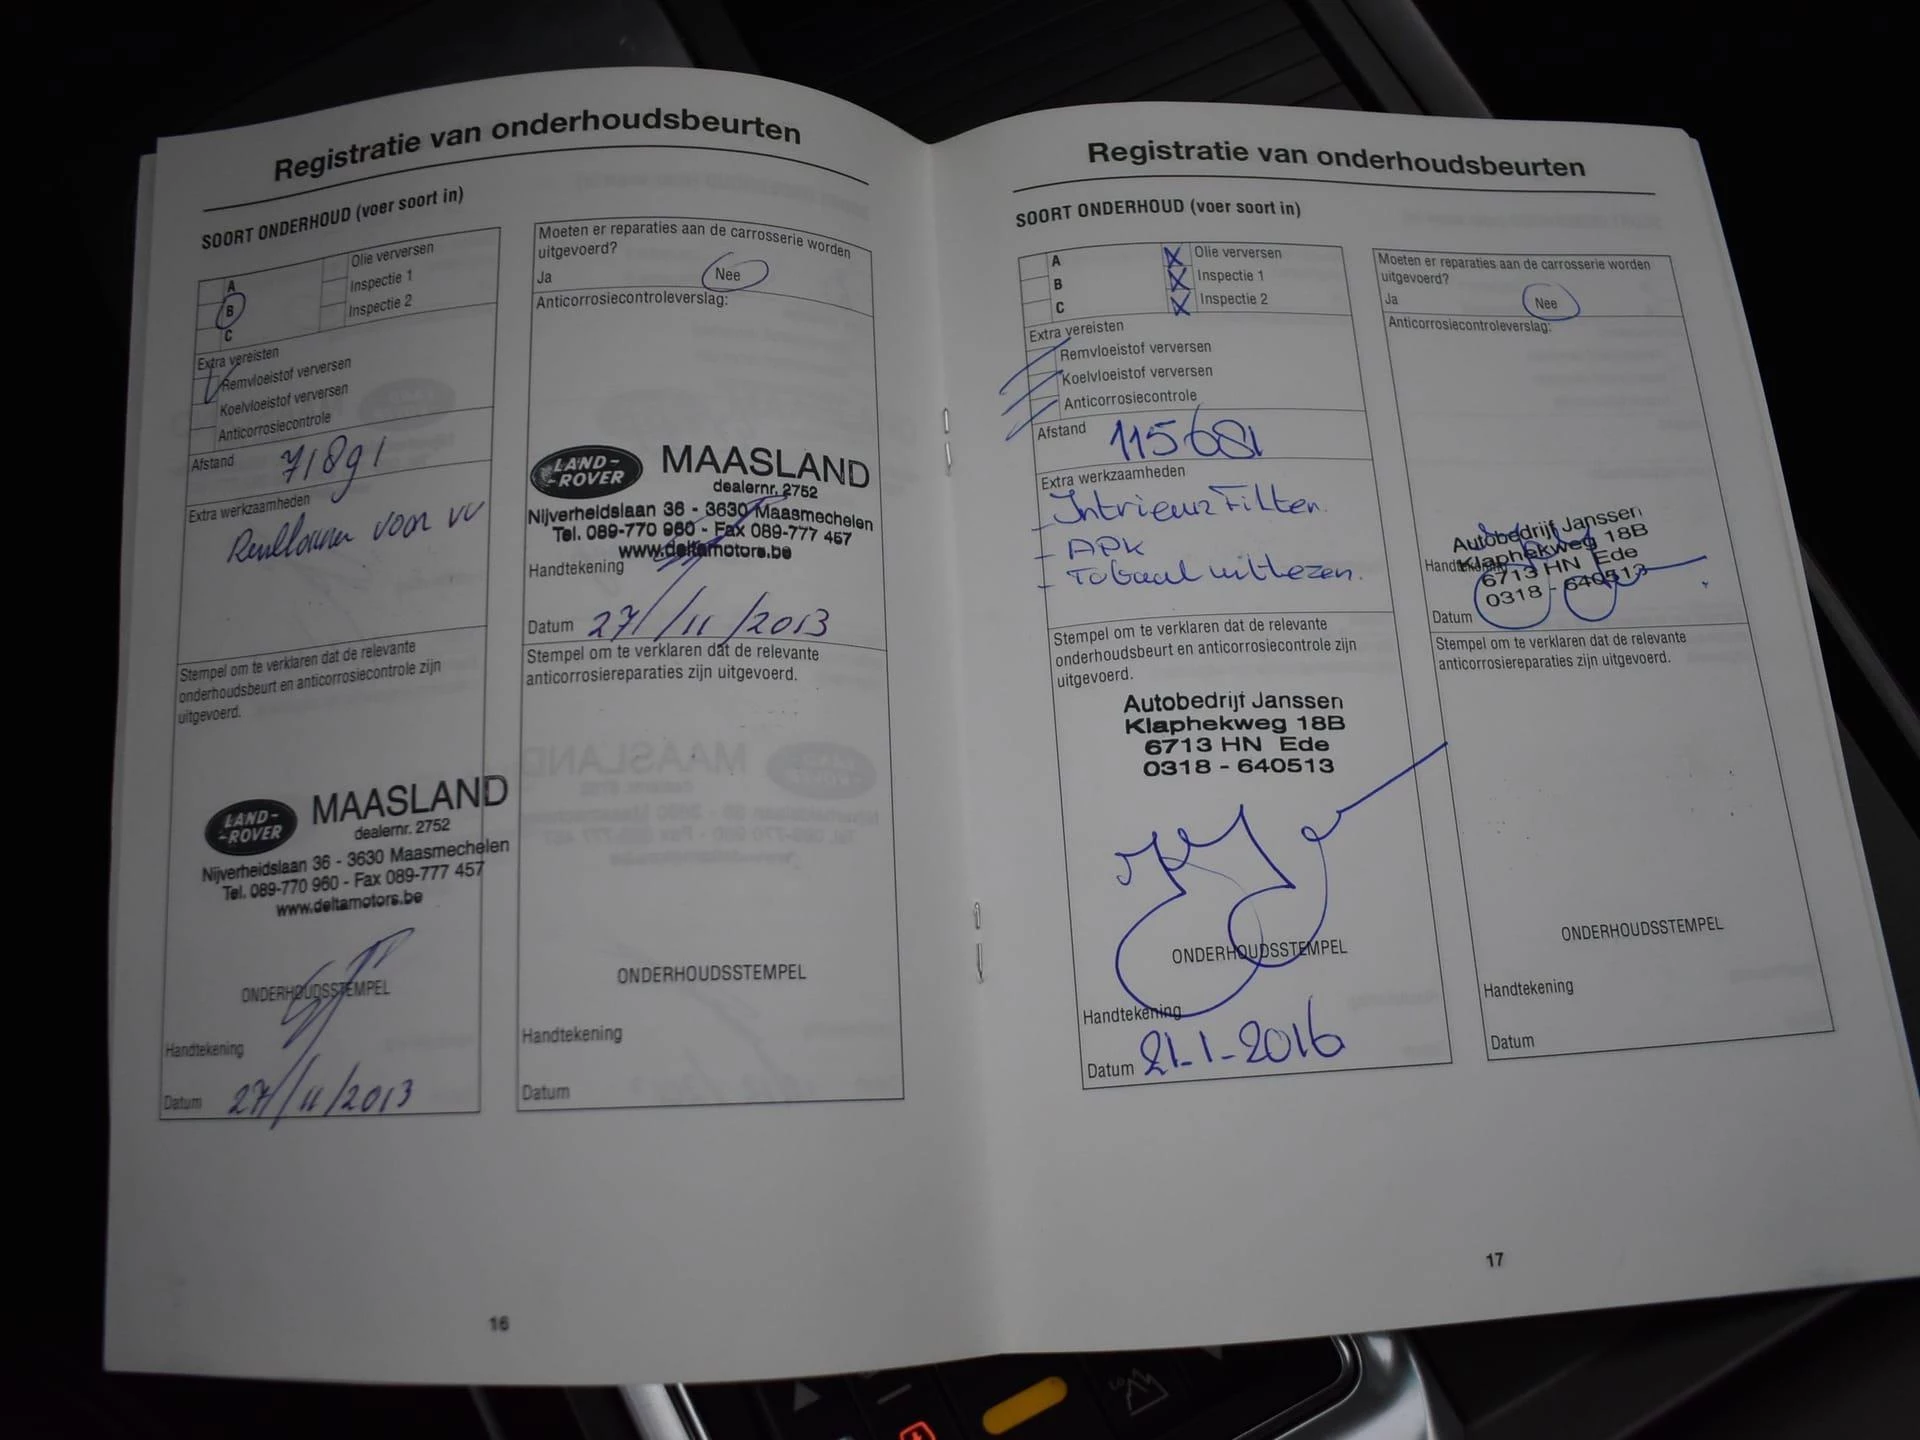 Registratie van onderhoudsbeurten
SOORT ONDERHOUD (voer soort in)
A
B
C
Olie verversen
Inspectie 1
Inspectie 2
Extra vereisten
Remvloeistof verversen
Koelvloeistof verversen
Anticorrosiecontrole
Afstand 71891
Extra werkzaamheden
voor vv
Stempel om te verklaren dat de relevante
onderhoudsbeurt en anticorrosiecontrole zijn
uitgevoerd.
LAND-
-ROVER
MAASLAND
dealernr. 2752
Nijverheidslaan 36 - 3630 Maasmechelen
Tel. 089-770 960 - Fax 089-777 457
www.deltamotors.be
ONDERHOUDSSTEMPEL
Handtekening
Datum 27/11/2013
Moeten er reparaties aan de carrosserie worden
uitgevoerd?
Ja Nee
Anticorrosiecontroleverslag:
LAND-
-ROVER
MAASLAND
dealernr. 2752
Nijverheidslaan 36 - 3630 Maasmechelen
Tel. 089-770 960 - Fax 089-777 457
www.deltamotors.be
Handtekening
Datum 27/11/2013
Stempel om te verklaren dat de relevante
anticorrosiereparaties zijn uitgevoerd.
ONDERHOUDSSTEMPEL
Handtekening
Datum
16
Registratie van onderhoudsbeurten
SOORT ONDERHOUD (voer soort in)
A
B
C
X Olie verversen
X Inspectie 1
X Inspectie 2
Extra vereisten
Remvloeistof verversen
Koelvloeistof verversen
Anticorrosiecontrole
Afstand 115681
Extra werkzaamheden
- Intrieur Filter.
- APK
- Totaal uitlezen.
Stempel om te verklaren dat de relevante
onderhoudsbeurt en anticorrosiecontrole zijn
uitgevoerd.
Autobedrijf Janssen
Klaphekweg 18B
6713 HN Ede
0318 - 640513
ONDERHOUDSSTEMPEL
Handtekening
Datum 21-1-2016
Moeten er reparaties aan de carrosserie worden
uitgevoerd?
Ja Nee
Anticorrosiecontroleverslag:
Autobedrijf Janssen
Klaphekweg 18B
6713 HN Ede
0318 - 640513
Handtekening
Datum
Stempel om te verklaren dat de relevante
anticorrosiereparaties zijn uitgevoerd.
ONDERHOUDSSTEMPEL
Handtekening
Datum
17